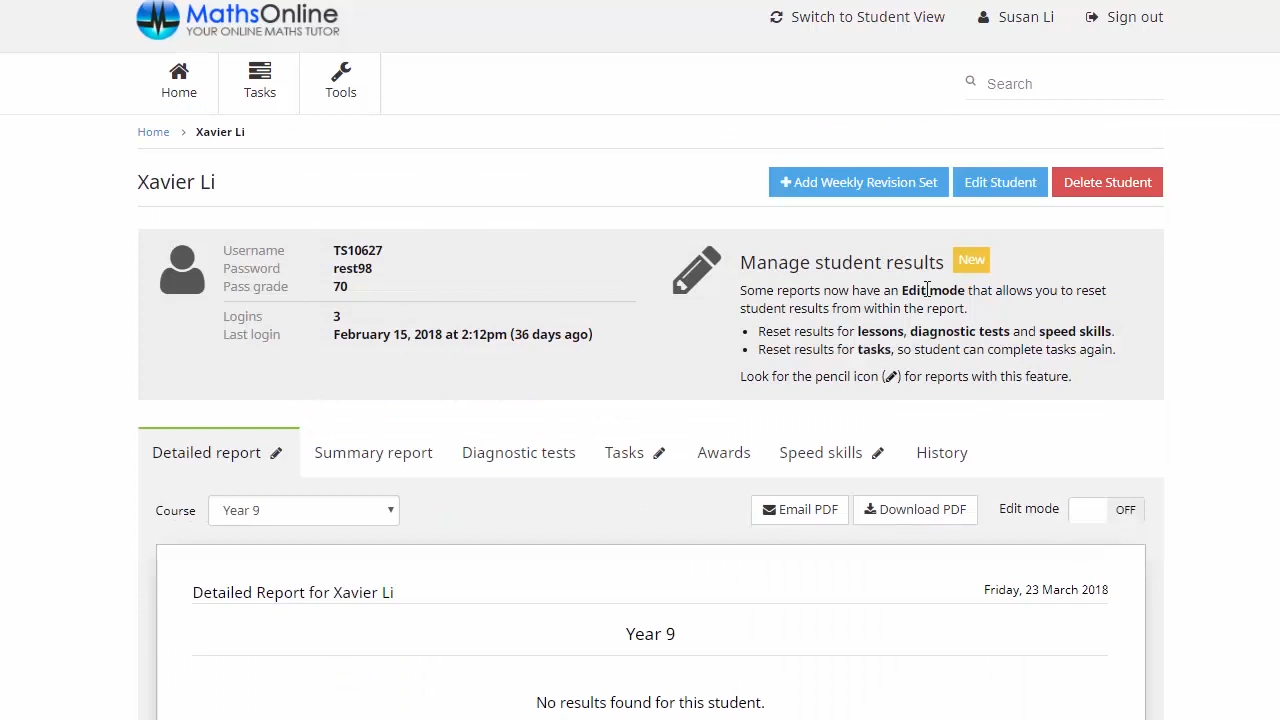 MathsOnline
YOUR ONLINE MATHS TUTOR
Switch to Student View
Susan Li
Sign out
Home
Tasks
Tools
Search
Home › Xavier Li
Xavier Li
Add Weekly Revision Set
Edit Student
Delete Student
Username TS10627
Password rest98
Pass grade 70
Logins 3
Last login February 15, 2018 at 2:12pm (36 days ago)
Manage student results New
Some reports now have an Edit mode that allows you to reset
student results from within the report.
• Reset results for lessons, diagnostic tests and speed skills.
• Reset results for tasks, so student can complete tasks again.
Look for the pencil icon () for reports with this feature.
Detailed report
Summary report
Diagnostic tests
Tasks
Awards
Speed skills
History
Course Year 9
Email PDF
Download PDF
Edit mode OFF
Detailed Report for Xavier Li
Friday, 23 March 2018
Year 9
No results found for this student.